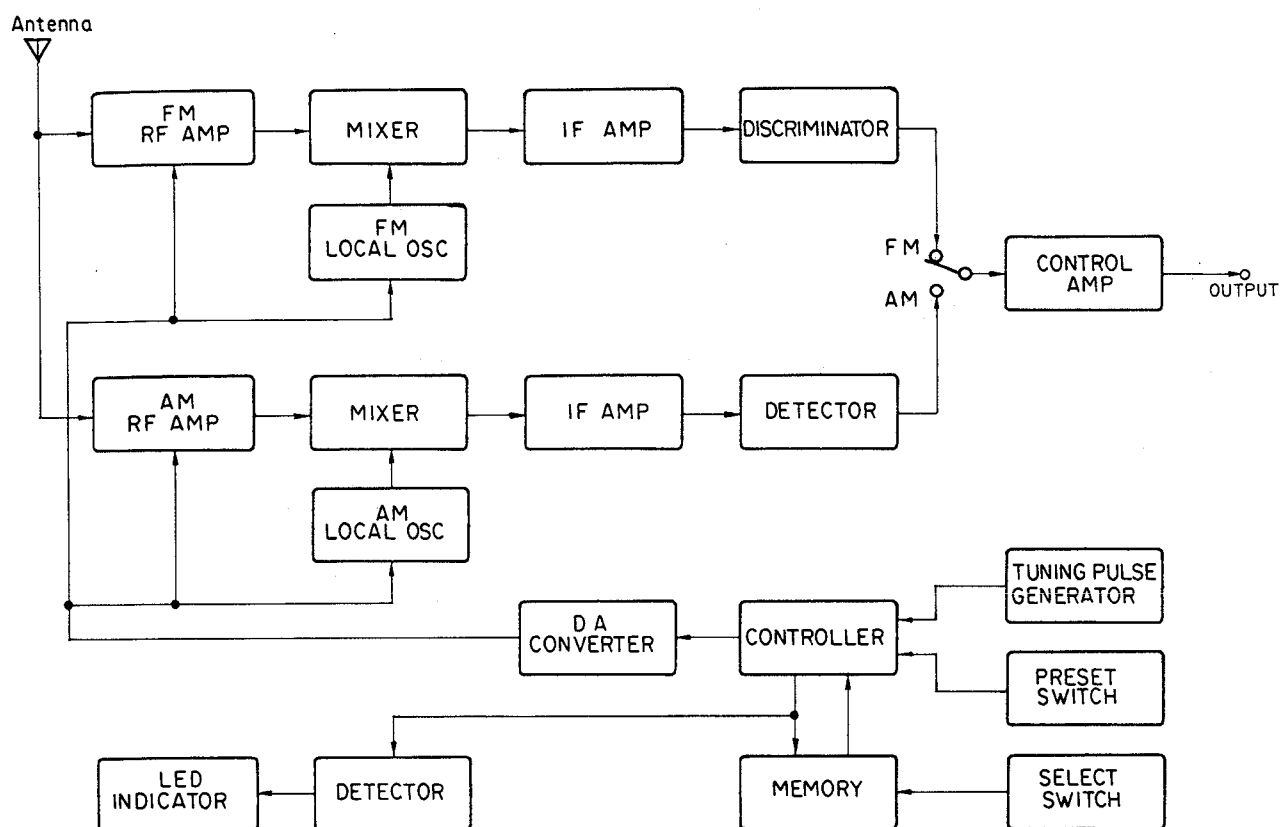 Antenna
FM
RF AMP
MIXER
IF AMP
DISCRIMINATOR
FM
LOCAL OSC
FM
AM
CONTROL
AMP
OUTPUT
AM
RF AMP
MIXER
IF AMP
DETECTOR
AM
LOCAL OSC
TUNING PULSE
GENERATOR
D A
CONVERTER
CONTROLLER
PRESET
SWITCH
LED
INDICATOR
DETECTOR
MEMORY
SELECT
SWITCH